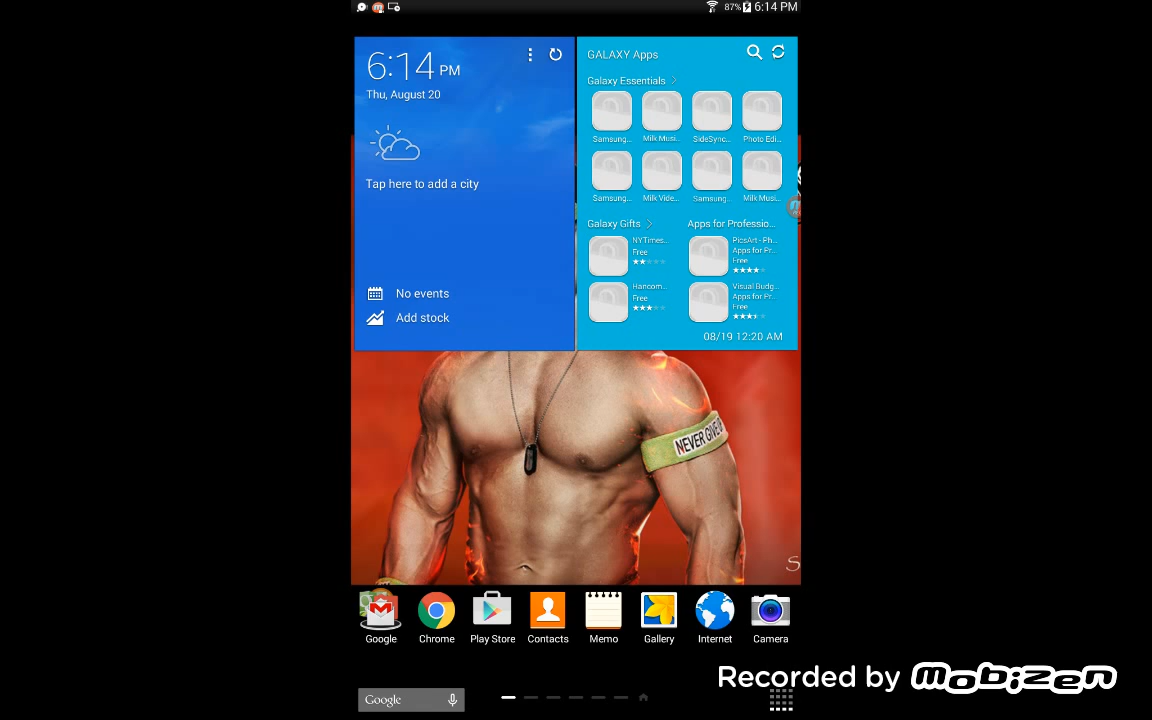 87% 6:14 PM
6:14 PM
Thu, August 20
Tap here to add a city
No events
Add stock
GALAXY Apps
Galaxy Essentials
Samsung... Milk Musi... SideSync... Photo Edi...
Samsung... Milk Vide... Samsung... Milk Musi...
Galaxy Gifts
NYTimes...
Free
Hancom...
Free
Apps for Professio...
PicsArt - Ph...
Apps for Pr...
Free
Visual Budg...
Apps for Pr...
Free
08/19 12:20 AM
NEVER GIVE
S
Google Chrome Play Store Contacts Memo Gallery Internet Camera
Recorded by Mobizen
Google